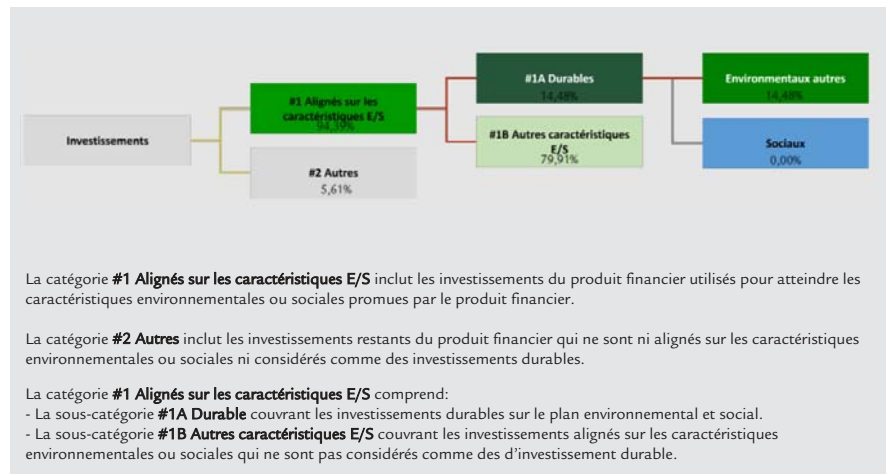 #1A Durables
14,48%
Environmentaux autres
14,48%
#1 Alignés sur les
caractéristiques E/S
94,39%
Investissements
#1B Autres caractéristiques
E/S
79,91%
Sociaux
0,00%
#2 Autres
5,61%
La catégorie #1 Alignés sur les caractéristiques E/S inclut les investissements du produit financier utilisés pour atteindre les
caractéristiques environnementales ou sociales promues par le produit financier.
La catégorie #2 Autres inclut les investissements restants du produit financier qui ne sont ni alignés sur les caractéristiques
environnementales ou sociales ni considérés comme des investissements durables.
La catégorie #1 Alignés sur les caractéristiques E/S comprend:
- La sous-catégorie #1A Durable couvrant les investissements durables sur le plan environnemental et social.
- La sous-catégorie #1B Autres caractéristiques E/S couvrant les investissements alignés sur les caractéristiques
environnementales ou sociales qui ne sont pas considérés comme des d'investissement durable.